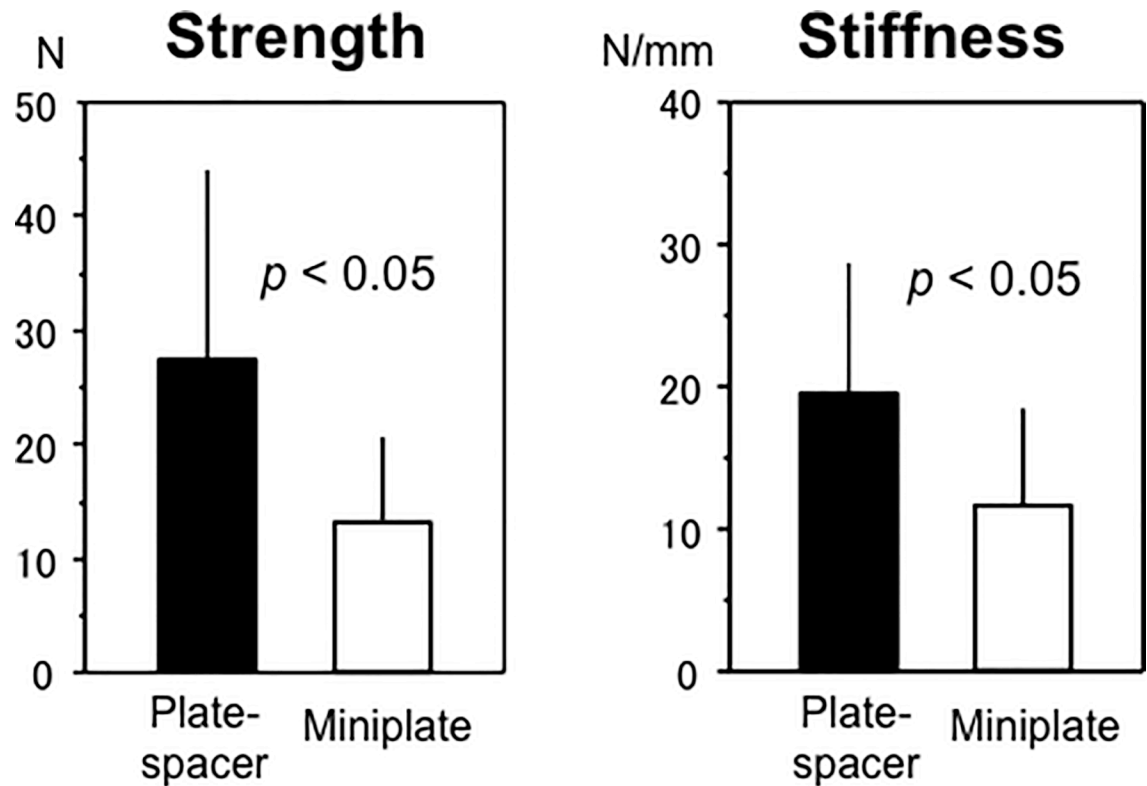 Strength
N
50
40
30
20
10
0
p < 0.05
Plate-
spacer
Miniplate
Stiffness
N/mm
40
30
20
10
0
p < 0.05
Plate-
spacer
Miniplate